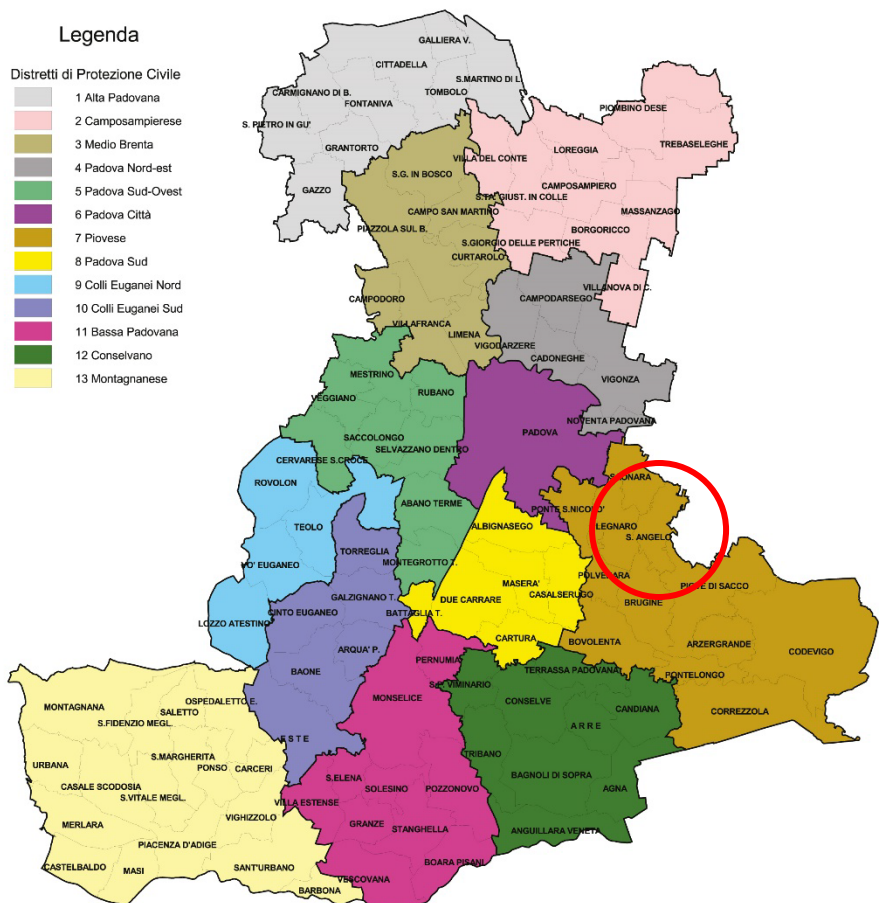 Legenda
Distretti di Protezione Civile
1 Alta Padovana
2 Camposampierese
3 Medio Brenta
4 Padova Nord-est
5 Padova Sud-Ovest
6 Padova Città
7 Piovese
8 Padova Sud
9 Colli Euganei Nord
10 Colli Euganei Sud
11 Bassa Padovana
12 Conselvano
13 Montagnanese
GALLIERA V.
CITTADELLA
S.MARTINO DI L.
CARMIGNANO DI B.
TOMBOLO
FONTANIVA
S. PIETRO IN GU'
GRANTORTO
GAZZO
PIOMBINO DESE
TREBASELEGHE
LOREGGIA
VILLA DEL CONTE
CAMPOSAMPIERO
S.TA. GIUST. IN COLLE
MASSANZAGO
BORGORICCO
S.GIORGIO DELLE PERTICHE
VILLANOVA DI C.
S.G. IN BOSCO
CAMPO SAN MARTINO
PIAZZOLA SUL B.
CURTAROLO
CAMPODORO
VILLAFRANCA
LIMENA
CAMPODARSEGO
VIGODARZERE
CADONEGHE
VIGONZA
NOVENTA PADOVANA
MESTRINO
RUBANO
VEGGIANO
SACCOLONGO
SELVAZZANO DENTRO
CERVARESE S.CROCE
ABANO TERME
MONTEGROTTO T.
PADOVA
ROVOLON
TEOLO
VO' EUGANEO
LOZZO ATESTINO
TORREGLIA
GALZIGNANO T.
CINTO EUGANEO
ARQUA' P.
BAONE
ESTE
ALBIGNASEGO
MASERA'
CASALSERUGO
DUE CARRARE
BATTAGLIA T.
CARTURA
PONTE S.NICOLO'
LEGNARO
S. ANGELO
POLVERARA
PIOVE DI SACCO
BRUGINE
BOVOLENTA
ARZERGRANDE
CODEVIGO
PONTELONGO
CORREZZOLA
PERNUMIA
MONSELICE
S.ELENA
SOLESINO
POZZONOVO
VILLA ESTENSE
GRANZE
STANGHELLA
BOARA PISANI
VESCOVANA
TERRASSA PADOVANA
CONSELVE
CANDIANA
ARRE
TRIBANO
BAGNOLI DI SOPRA
AGNA
ANGUILLARA VENETA
OSPEDALETTO E.
MONTAGNANA
SALETTO
S.FIDENZIO MEGL.
S.MARGHERITA
URBANA
PONSO
CARCERI
CASALE SCODOSIA
S.VITALE MEGL.
VIGHIZZOLO
MERLARA
PIACENZA D'ADIGE
CASTELBALDO
MASI
SANT'URBANO
BARBONA